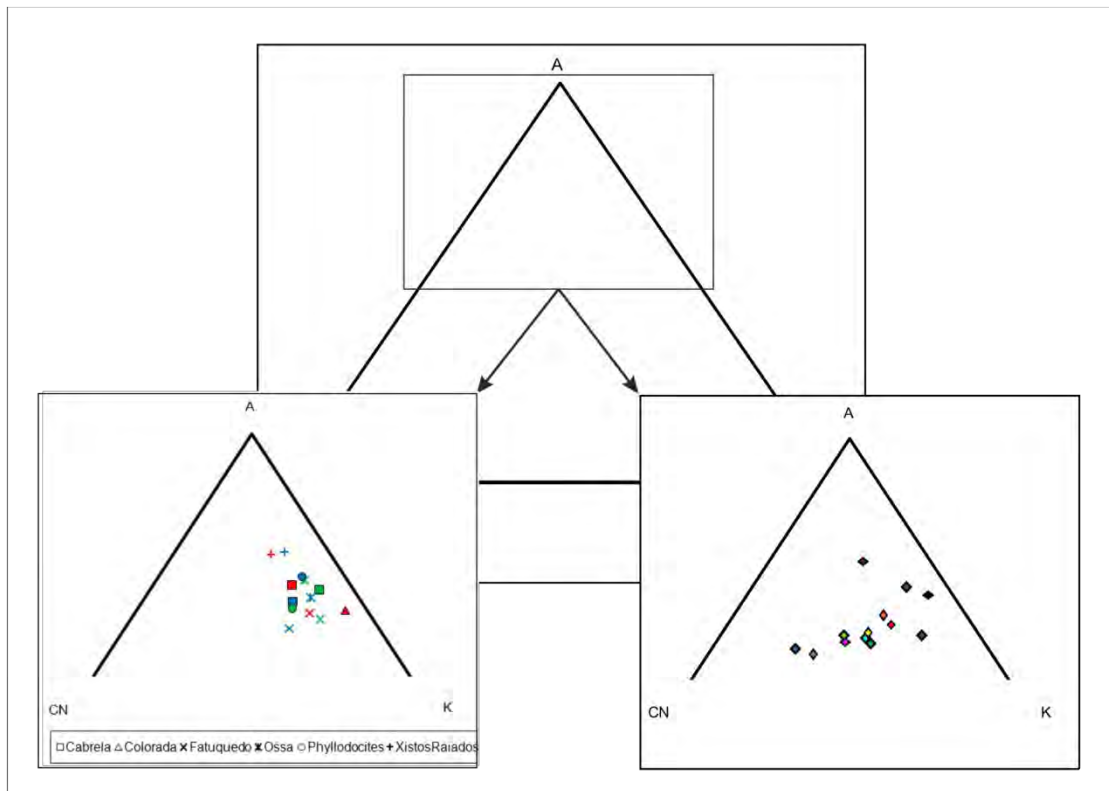 A
A
CN
K
□Cabrela △Colorada ×Fatuquedo ⁎Ossa ○Phyllodocites +XistosRaiados
A
CN
K